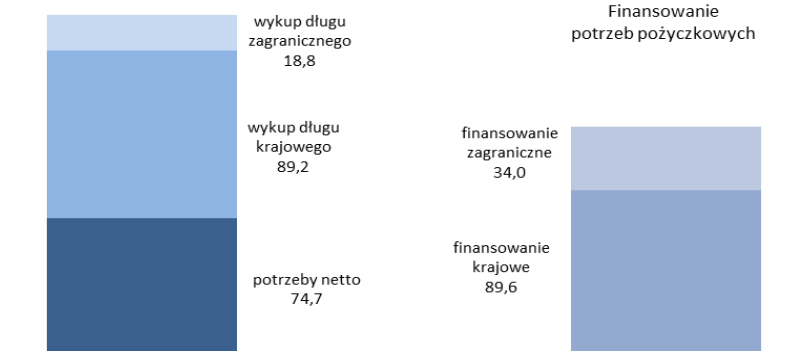 wykup długu
zagranicznego
18,8
wykup długu
krajowego
89,2
potrzeby netto
74,7
Finansowanie
potrzeb pożyczkowych
finansowanie
zagraniczne
34,0
finansowanie
krajowe
89,6